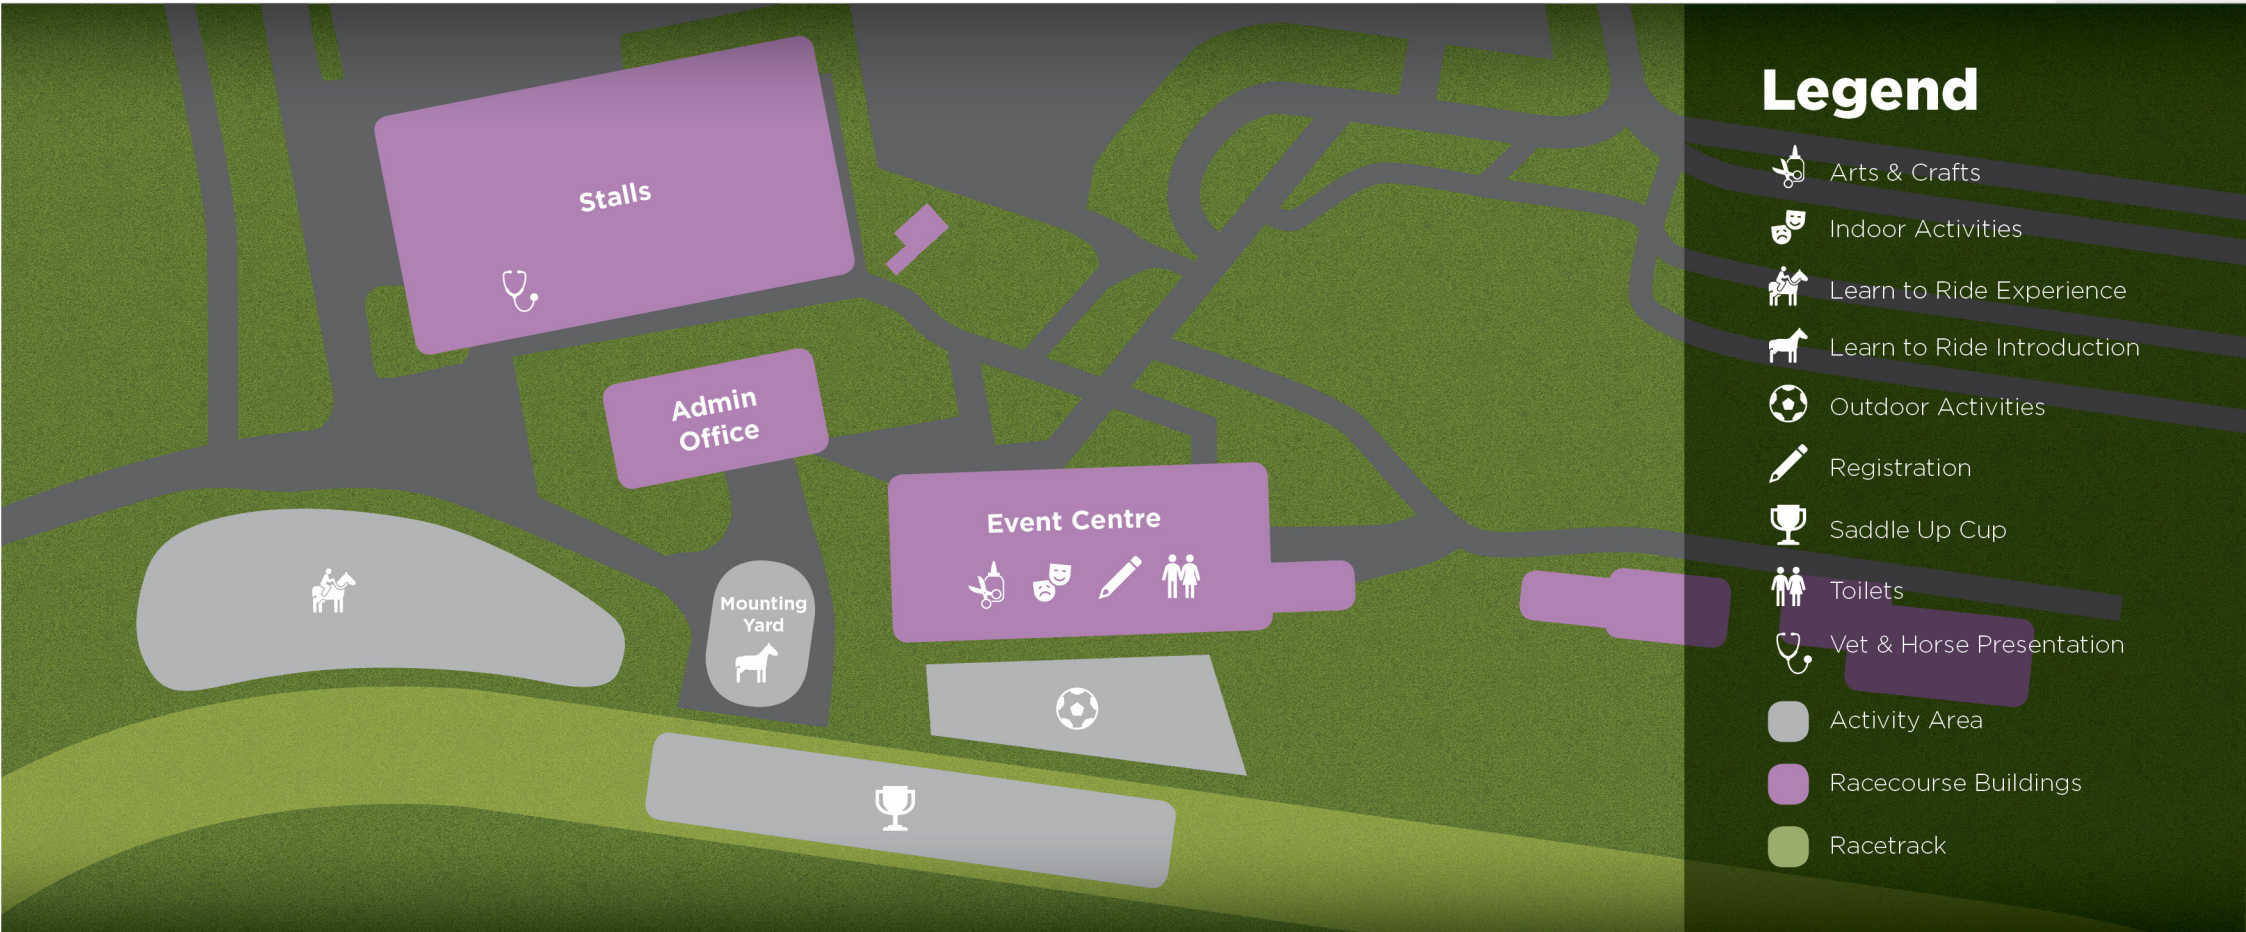 Stalls
Admin
Office
Event Centre
Mounting
Yard
Legend
Arts & Crafts
Indoor Activities
Learn to Ride Experience
Learn to Ride Introduction
Outdoor Activities
Registration
Saddle Up Cup
Toilets
Vet & Horse Presentation
Activity Area
Racecourse Buildings
Racetrack